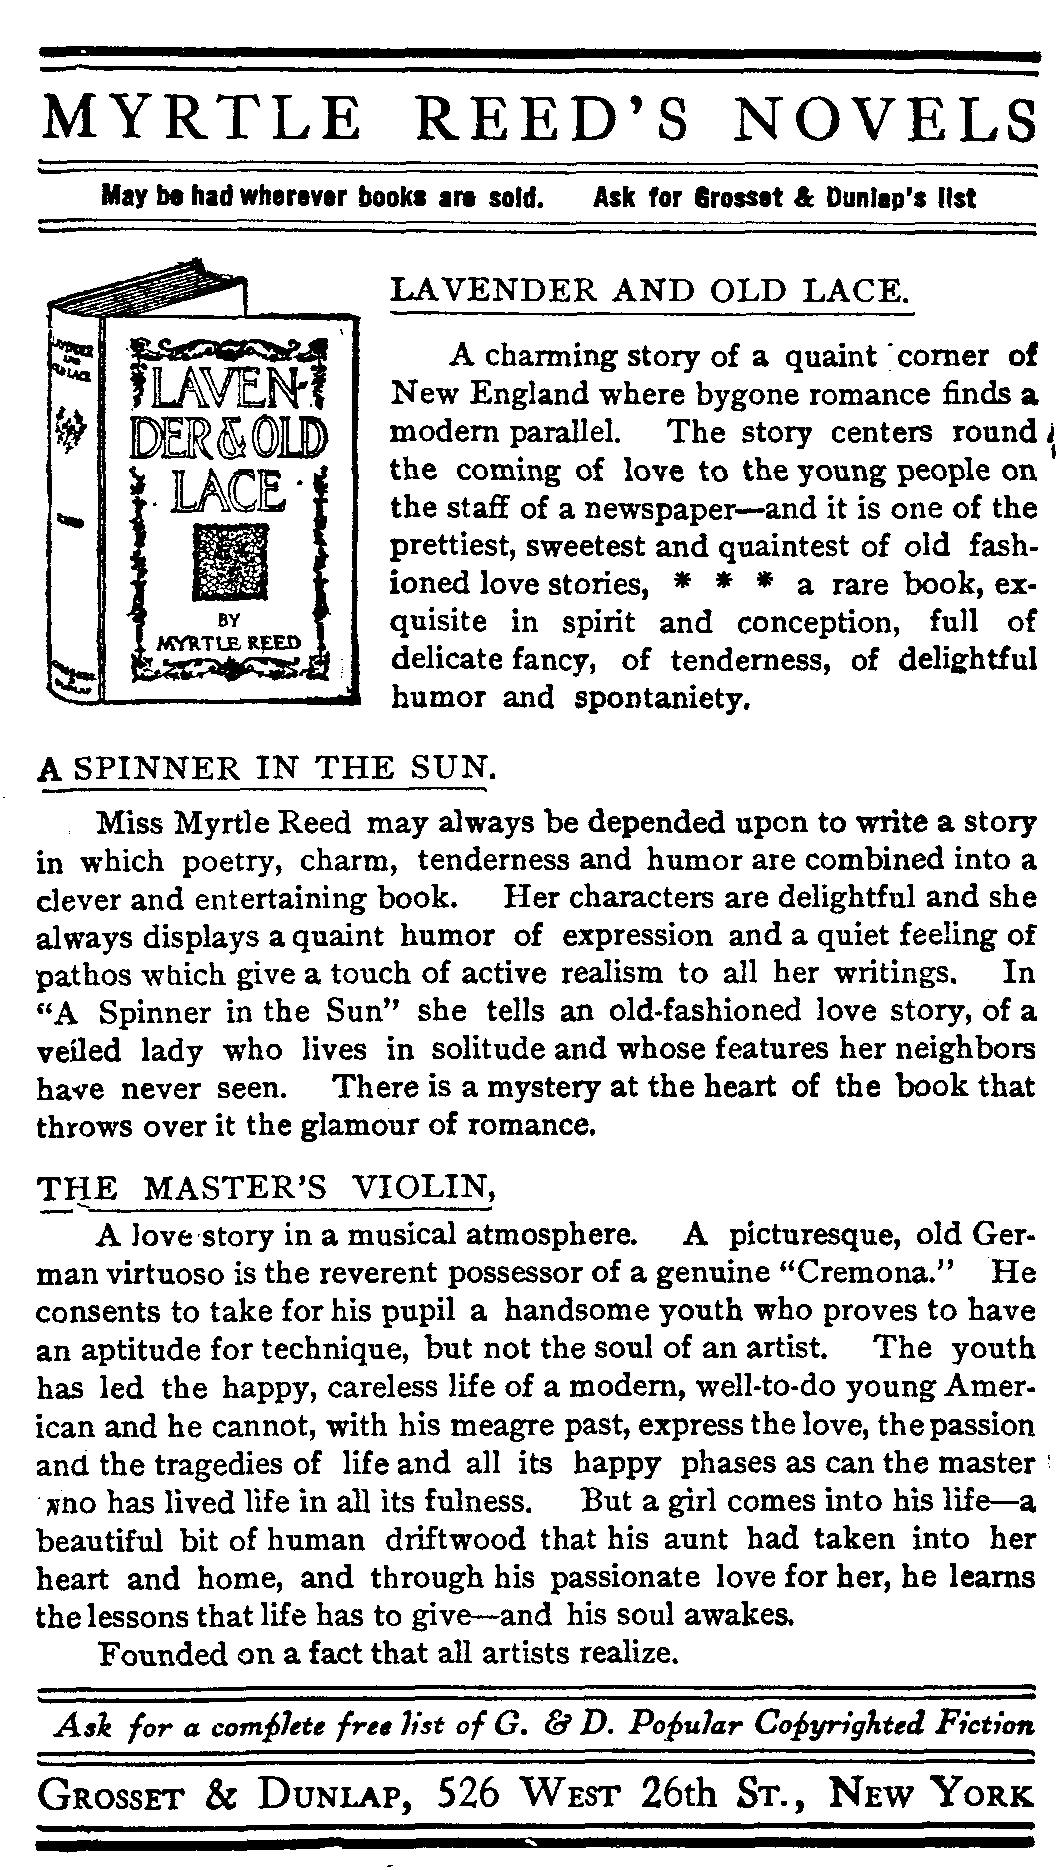 MYRTLE REED'S NOVELS
May be had wherever books are sold. Ask for Grosset & Dunlap's list
LAVENDER
AND
OLD LACE
LAVEN-
DER & OLD
LACE
BY
MYRTLE REED
LAVENDER AND OLD LACE.
A charming story of a quaint corner of
New England where bygone romance finds a
modern parallel. The story centers round
the coming of love to the young people on
the staff of a newspaper—and it is one of the
prettiest, sweetest and quaintest of old fash-
ioned love stories, * * * a rare book, ex-
quisite in spirit and conception, full of
delicate fancy, of tenderness, of delightful
humor and spontaniety.
A SPINNER IN THE SUN.
Miss Myrtle Reed may always be depended upon to write a story
in which poetry, charm, tenderness and humor are combined into a
clever and entertaining book. Her characters are delightful and she
always displays a quaint humor of expression and a quiet feeling of
pathos which give a touch of active realism to all her writings. In
"A Spinner in the Sun" she tells an old-fashioned love story, of a
veiled lady who lives in solitude and whose features her neighbors
have never seen. There is a mystery at the heart of the book that
throws over it the glamour of romance.
THE MASTER'S VIOLIN,
A love story in a musical atmosphere. A picturesque, old Ger-
man virtuoso is the reverent possessor of a genuine "Cremona." He
consents to take for his pupil a handsome youth who proves to have
an aptitude for technique, but not the soul of an artist. The youth
has led the happy, careless life of a modern, well-to-do young Amer-
ican and he cannot, with his meagre past, express the love, the passion
and the tragedies of life and all its happy phases as can the master
who has lived life in all its fulness. But a girl comes into his life—a
beautiful bit of human driftwood that his aunt had taken into her
heart and home, and through his passionate love for her, he learns
the lessons that life has to give—and his soul awakes.
Founded on a fact that all artists realize.
Ask for a complete free list of G. & D. Popular Copyrighted Fiction
GROSSET & DUNLAP, 526 WEST 26th ST., NEW YORK